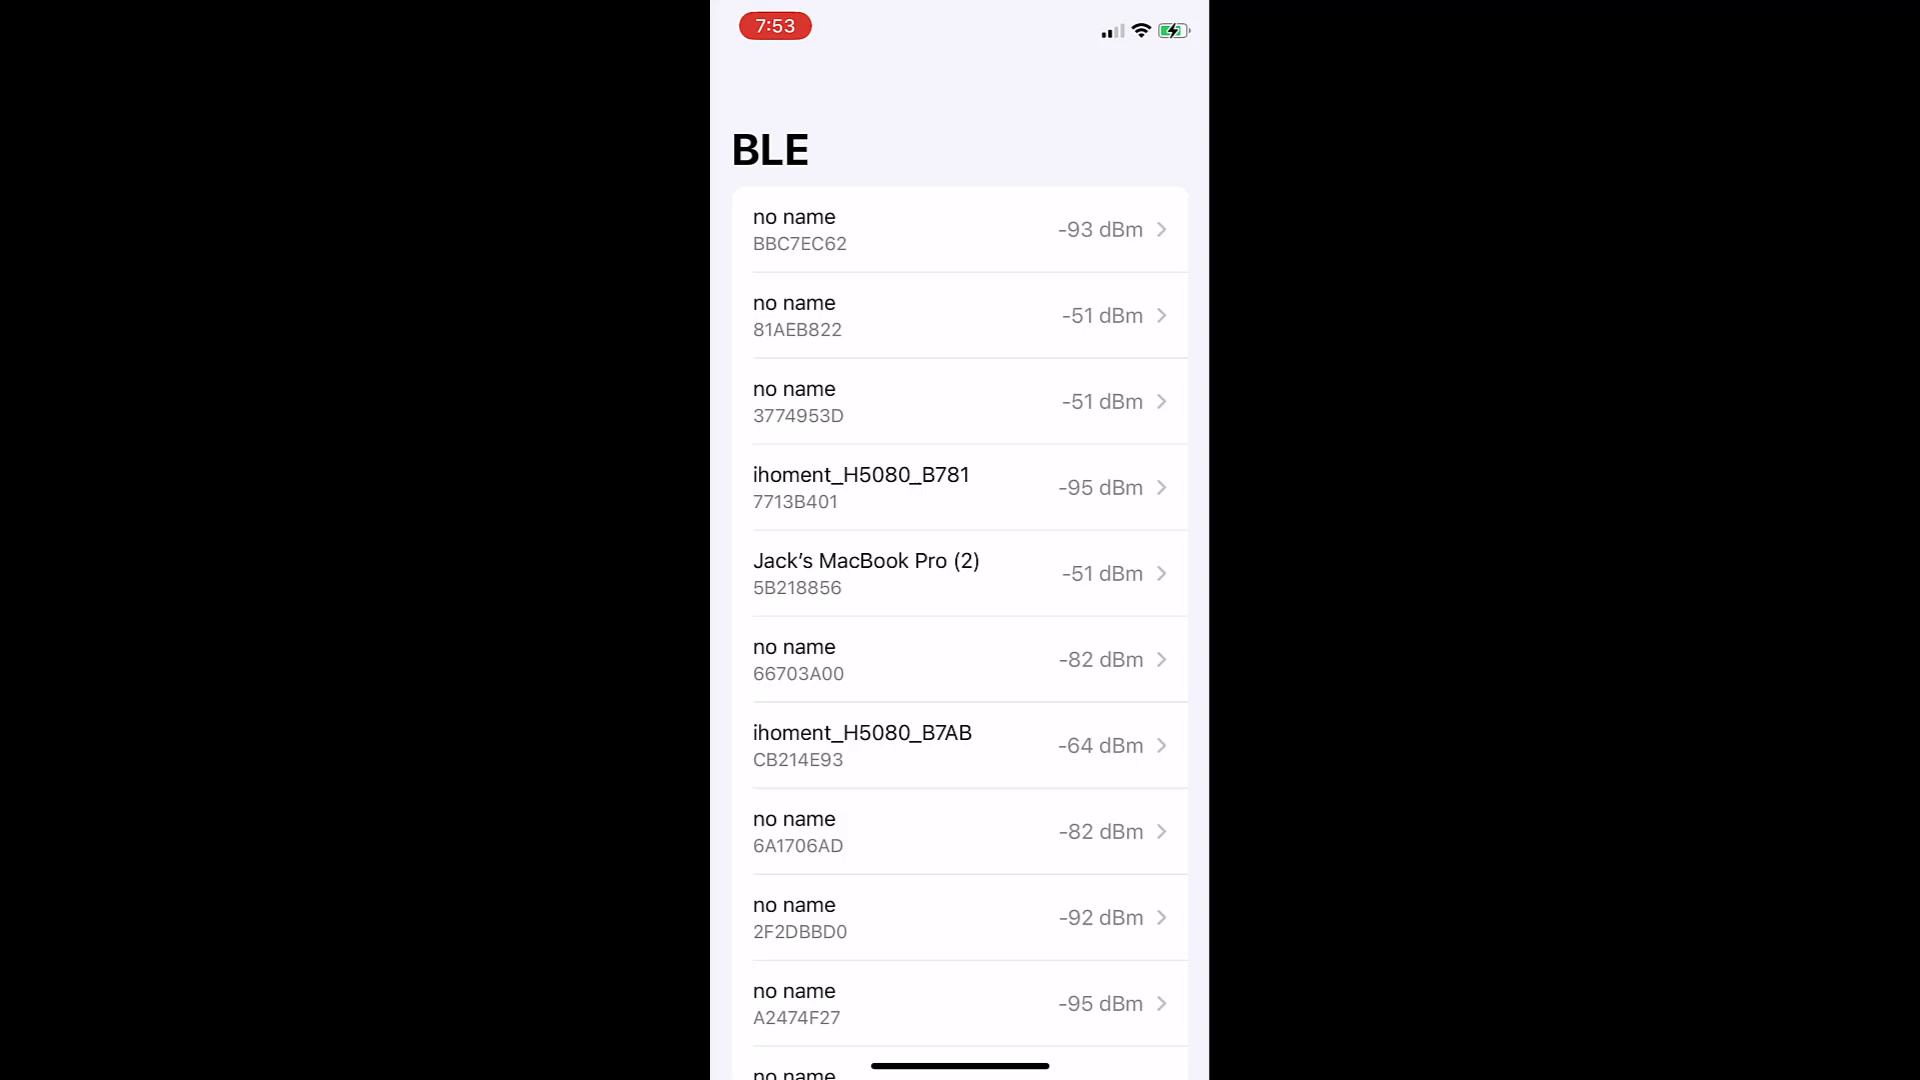 7:53
BLE
no name
BBC7EC62
-93 dBm
no name
81AEB822
-51 dBm
no name
3774953D
-51 dBm
ihoment_H5080_B781
7713B401
-95 dBm
Jack’s MacBook Pro (2)
5B218856
-51 dBm
no name
66703A00
-82 dBm
ihoment_H5080_B7AB
CB214E93
-64 dBm
no name
6A1706AD
-82 dBm
no name
2F2DBBD0
-92 dBm
no name
A2474F27
-95 dBm
no name